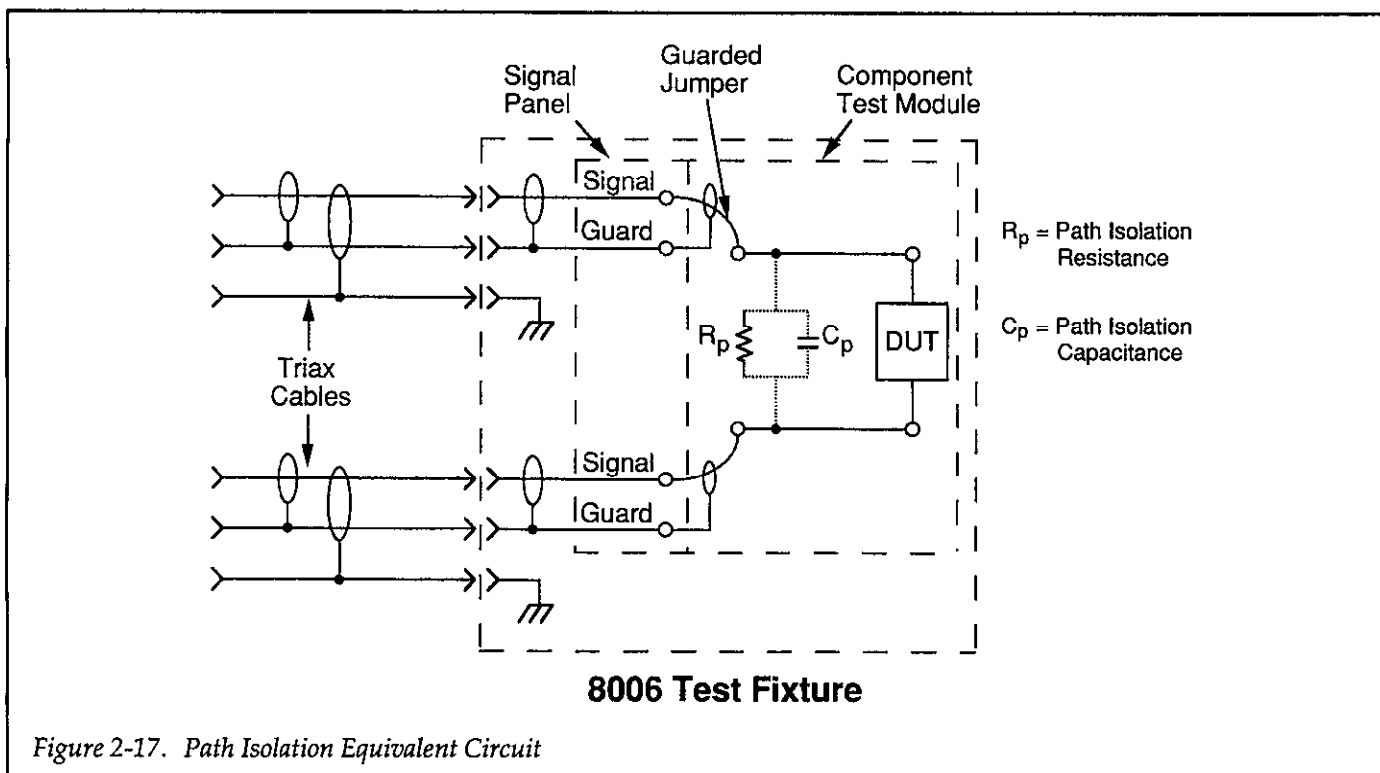 Signal
Panel
Guarded
Jumper
Component
Test Module
Signal
Guard
Rp = Path Isolation
Resistance
Rp
Cp
DUT
Cp = Path Isolation
Capacitance
Triax
Cables
Signal
Guard
8006 Test Fixture
Figure 2-17. Path Isolation Equivalent Circuit